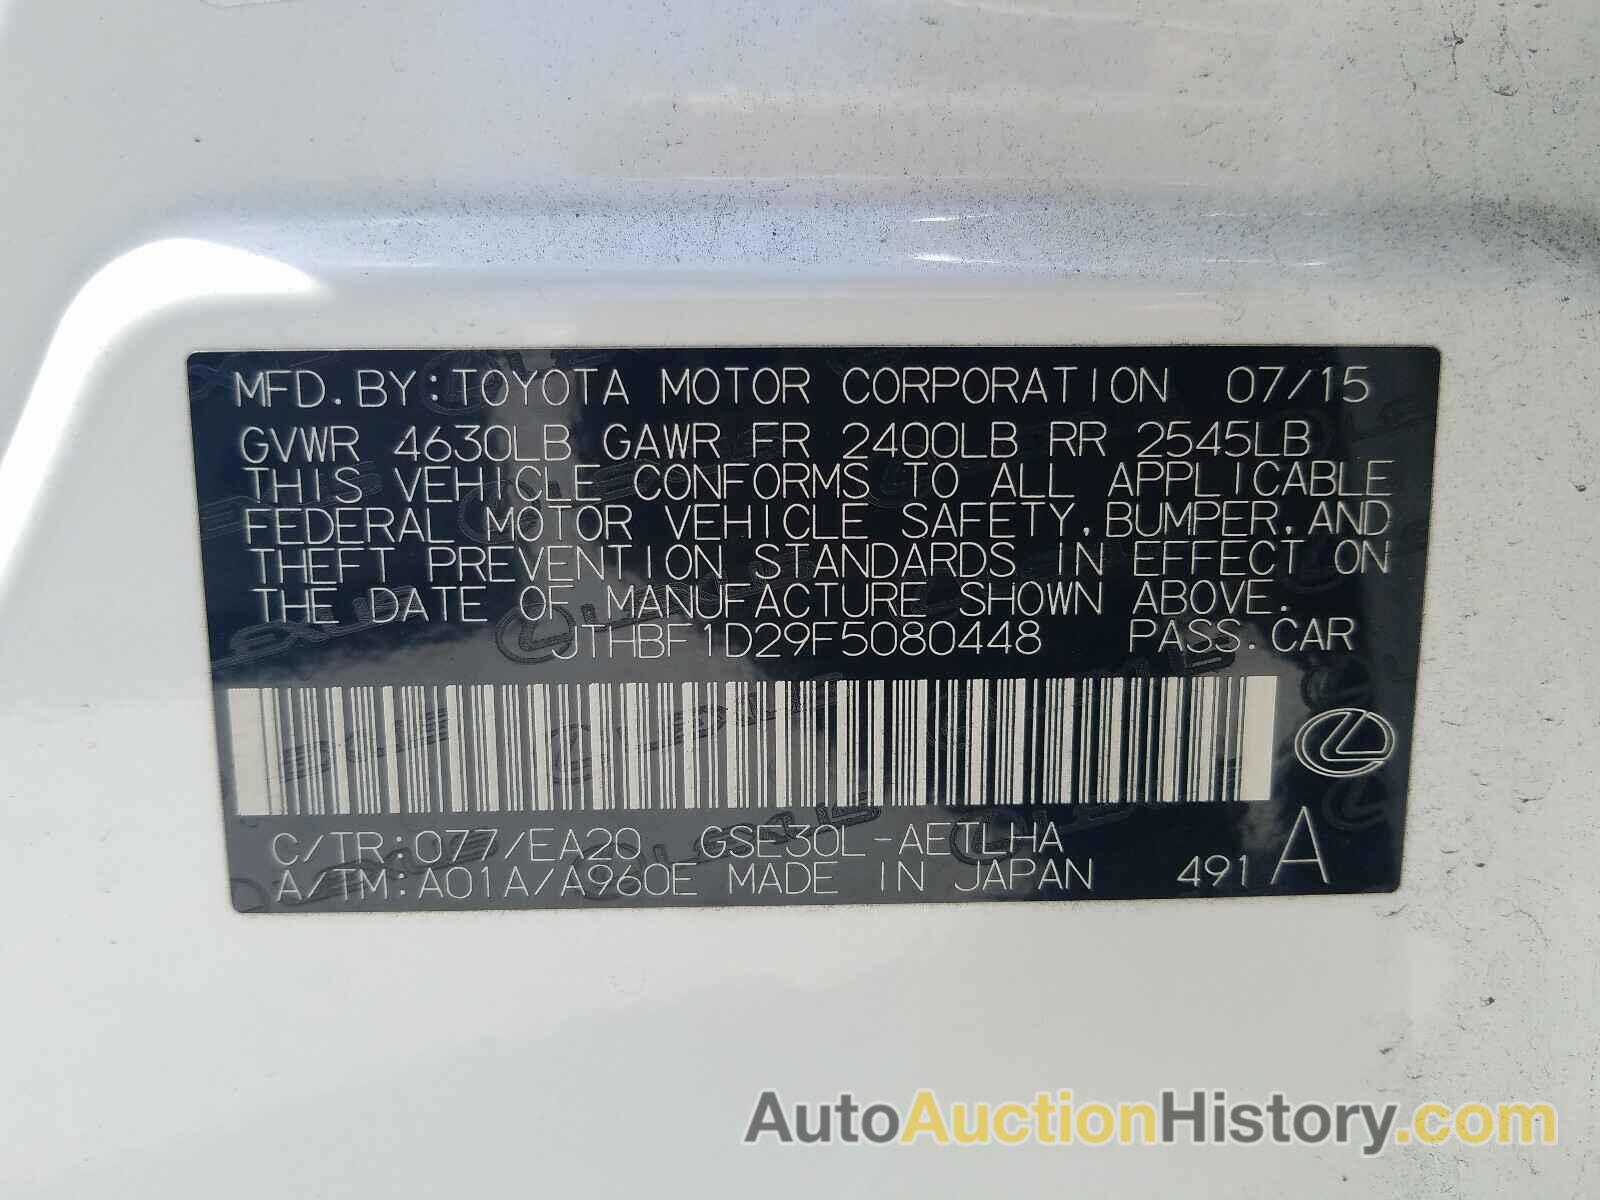 MFD. BY: TOYOTA MOTOR CORPORATION 07/15
GVWR 4630LB GAWR FR 2400LB RR 2545LB
THIS VEHICLE CONFORMS TO ALL APPLICABLE
FEDERAL MOTOR VEHICLE SAFETY, BUMPER, AND
THEFT PREVENTION STANDARDS IN EFFECT ON
THE DATE OF MANUFACTURE SHOWN ABOVE.
JTHBF1D29F5080448 PASS. CAR
C/TR: 077/EA20 GSE30L-AETLHA
A/TM: A01A/A960E MADE IN JAPAN 491 A
AutoAuctionHistory.com